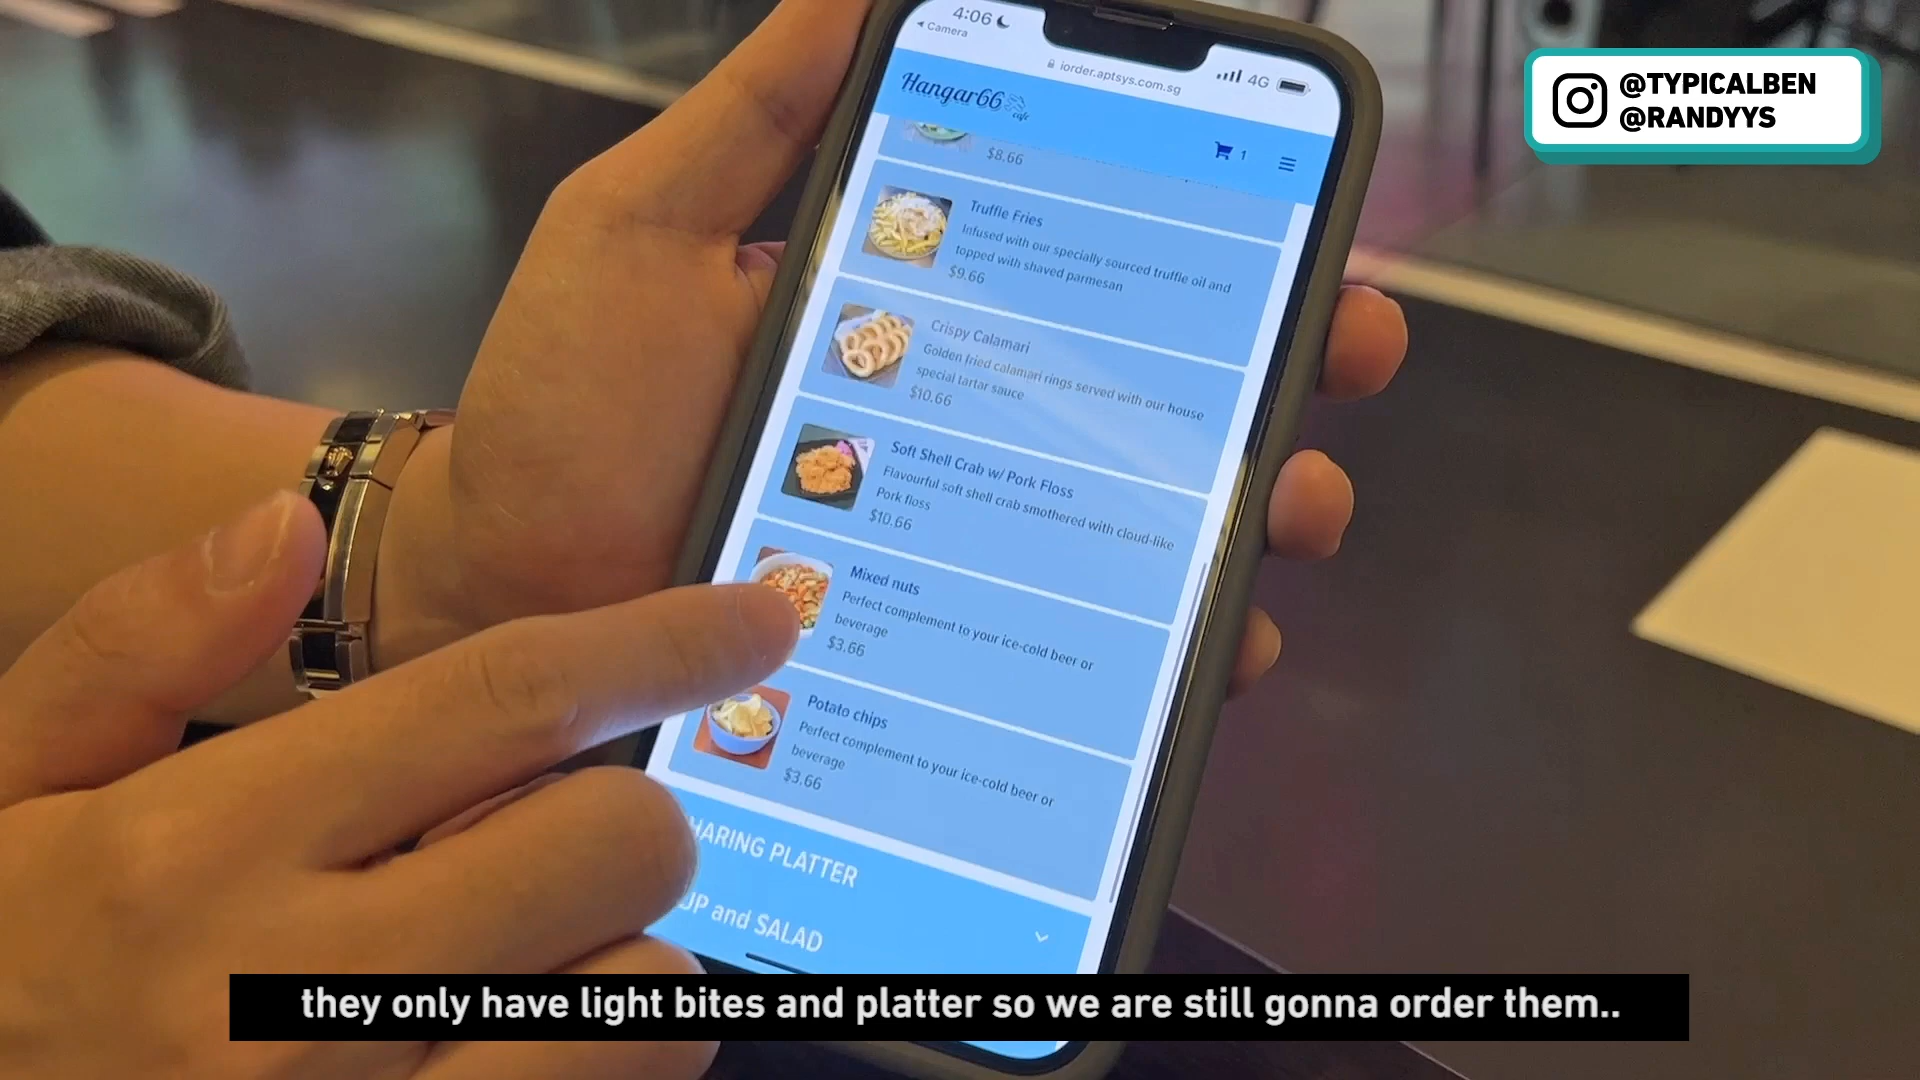 4:06
Camera
iorder.aptsys.com.sg
4G
Hangar66
cafe
1
$8.66
Truffle Fries
Infused with our specially sourced truffle oil and
topped with shaved parmesan
$9.66
Crispy Calamari
Golden fried calamari rings served with our house
special tartar sauce
$10.66
Soft Shell Crab w/ Pork Floss
Flavourful soft shell crab smothered with cloud-like
Pork floss
$10.66
Mixed nuts
Perfect complement to your ice-cold beer or
beverage
$3.66
Potato chips
Perfect complement to your ice-cold beer or
beverage
$3.66
HARING PLATTER
UP and SALAD
@TYPICALBEN
@RANDYYS
they only have light bites and platter so we are still gonna order them..